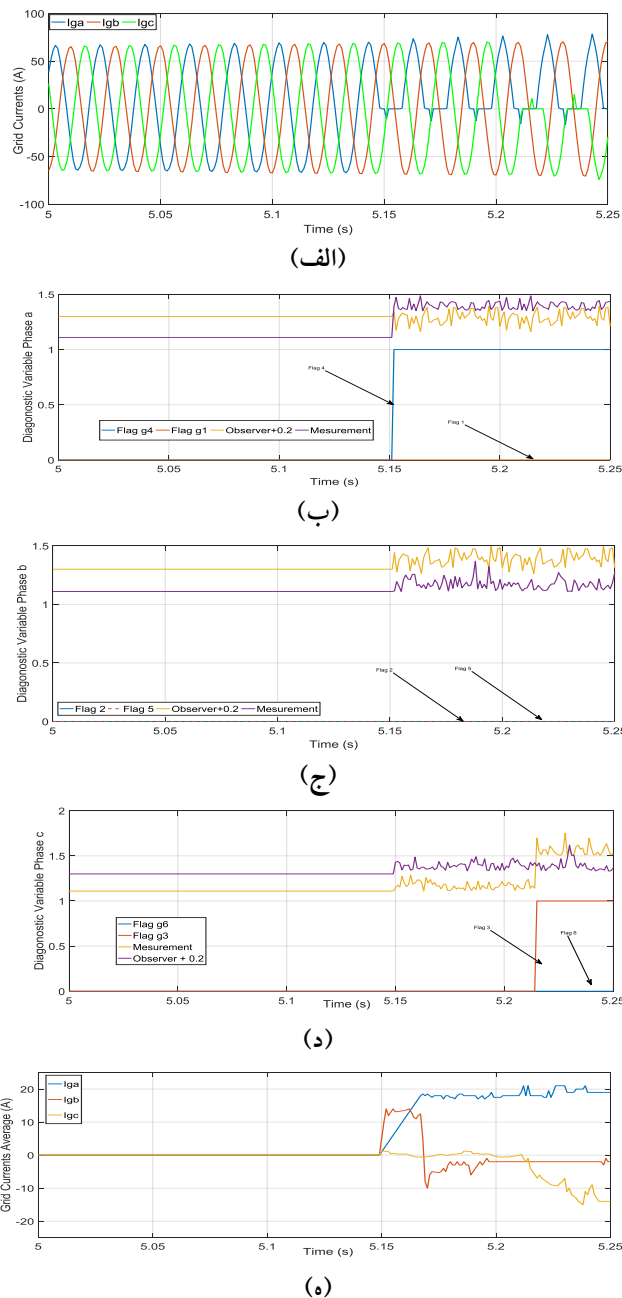 Iga Igb Igc
100
50
0
-50
-100
Grid Currents (A)
5 5.05 5.1 5.15 5.2 5.25
Time (s)
(الف)
1.5
1
0.5
0
Diagonostic Variable Phase a
Flag 4
Flag 1
Flag g4 Flag g1 Observer+0.2 Mesurement
5 5.05 5.1 5.15 5.2 5.25
Time (s)
(ب)
1.5
1
0.5
0
Diagonostic Variable Phase b
Flag 2
Flag 5
Flag 2 Flag 5 Observer+0.2 Mesurement
5 5.05 5.1 5.15 5.2 5.25
Time (s)
(ج)
2
1.5
1
0.5
0
Diagonostic Variable Phase c
Flag g6
Flag g3
Mesurement
Observer + 0.2
Flag 3
Flag 6
5 5.05 5.1 5.15 5.2 5.25
Time (s)
(د)
Iga
Igb
Igc
20
10
0
-10
-20
Grid Currents Average (A)
5 5.05 5.1 5.15 5.2 5.25
Time (s)
(ه)